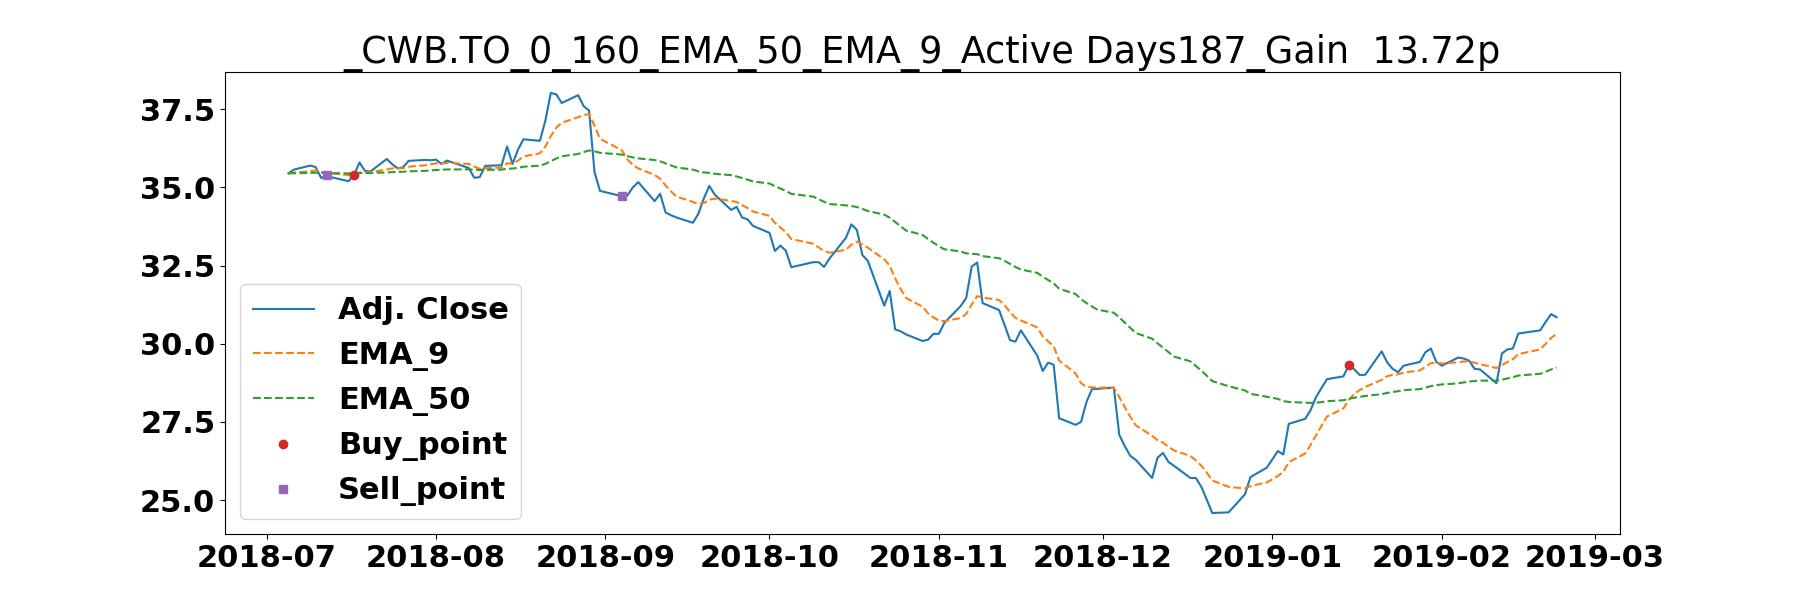 _CWB.TO_0_160_EMA_50_EMA_9_Active Days187_Gain  13.72p
37.5
35.0
32.5
30.0
27.5
25.0
Adj. Close
EMA_9
EMA_50
Buy_point
Sell_point
2018-07 2018-08 2018-09 2018-10 2018-11 2018-12 2019-01 2019-02 2019-03